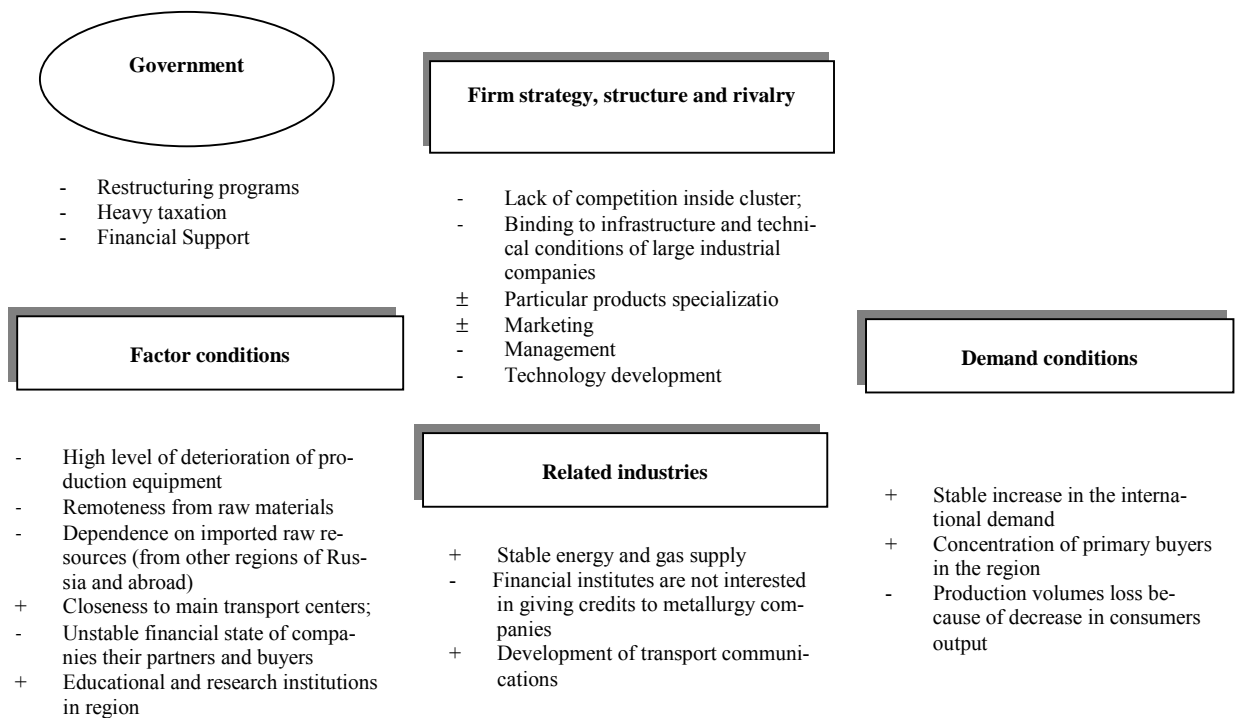 Government
- Restructuring programs
- Heavy taxation
- Financial Support
Firm strategy, structure and rivalry
- Lack of competition inside cluster;
- Binding to infrastructure and techni-
cal conditions of large industrial
companies
± Particular products specializatio
± Marketing
- Management
- Technology development
Factor conditions
- High level of deterioration of pro-
duction equipment
- Remoteness from raw materials
- Dependence on imported raw re-
sources (from other regions of Rus-
sia and abroad)
+ Closeness to main transport centers;
- Unstable financial state of compa-
nies their partners and buyers
+ Educational and research institutions
in region
Related industries
+ Stable energy and gas supply
- Financial institutes are not interested
in giving credits to metallurgy com-
panies
+ Development of transport communi-
cations
Demand conditions
+ Stable increase in the interna-
tional demand
+ Concentration of primary buyers
in the region
- Production volumes loss be-
cause of decrease in consumers
output